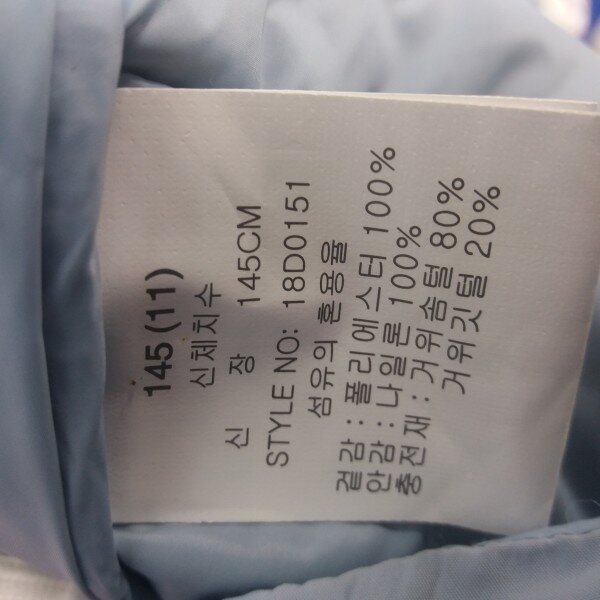 145 (11)
신체치수
신 장 145CM
STYLE NO: 18D0151
섬유의 혼용율
겉감 : 폴리에스터 100%
안감 : 나일론 100%
충전재 : 거위솜털 80%
거위깃털 20%